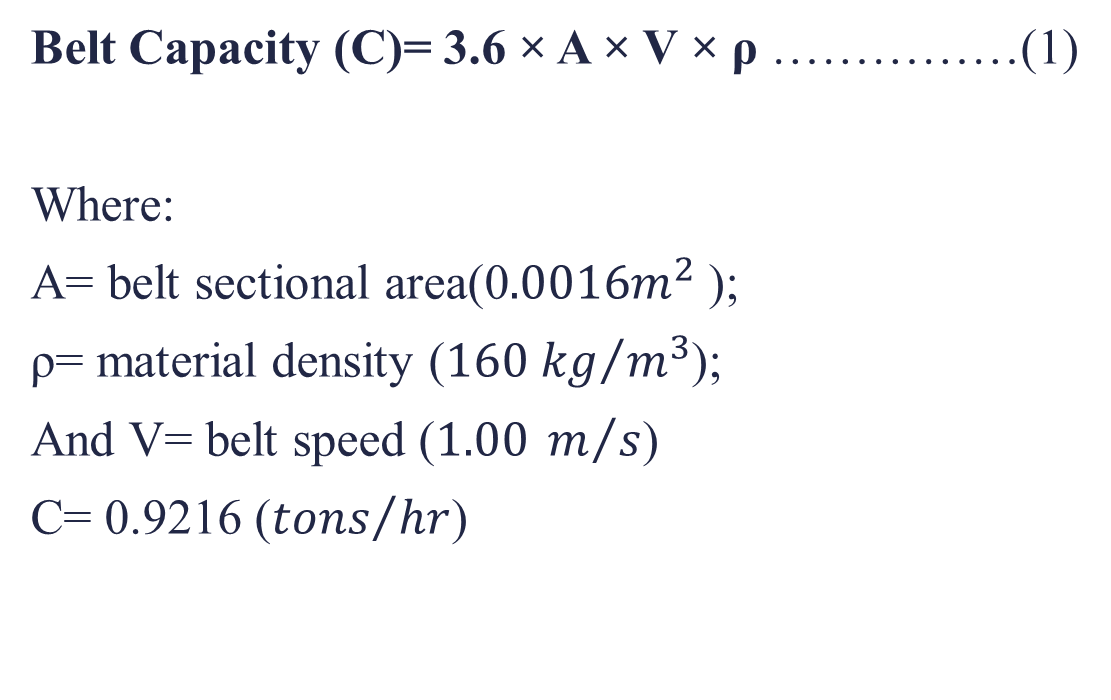 Belt Capacity (C)= 3.6 × A × V × ρ ……………(1)
Where:
A= belt sectional area(0.0016m² );
ρ= material density (160 kg/m³);
And V= belt speed (1.00 m/s)
C= 0.9216 (tons/hr)